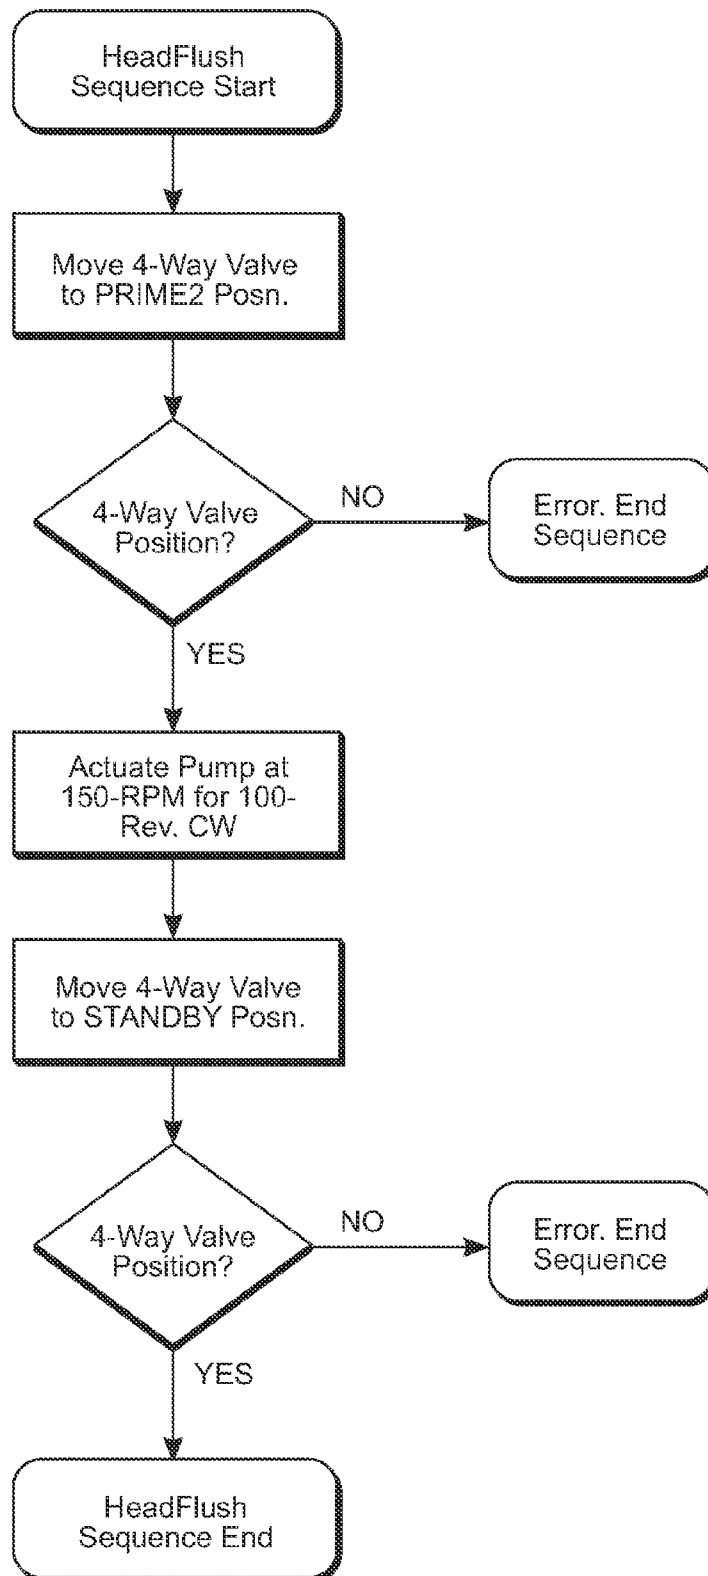 HeadFlush
Sequence Start
Move 4-Way Valve
to PRIME2 Posn.
4-Way Valve
Position?
NO
Error. End
Sequence
YES
Actuate Pump at
150-RPM for 100-
Rev. CW
Move 4-Way Valve
to STANDBY Posn.
4-Way Valve
Position?
NO
Error. End
Sequence
YES
HeadFlush
Sequence End